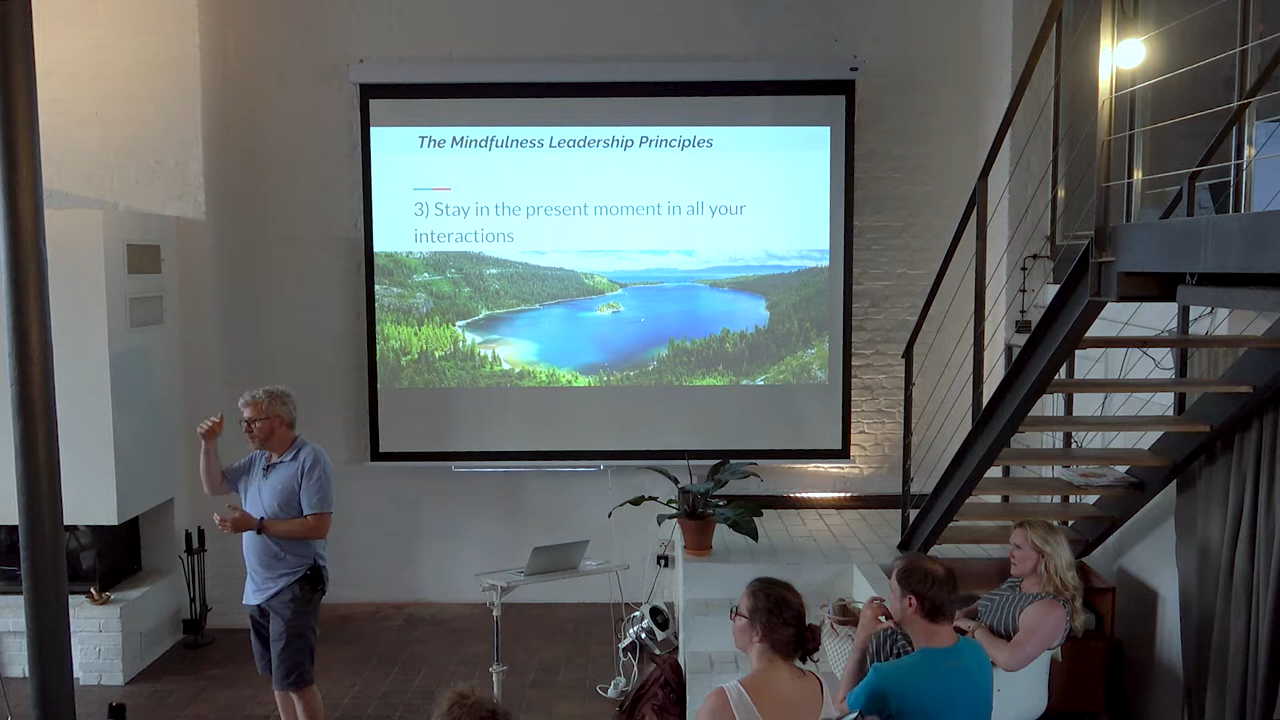 The Mindfulness Leadership Principles
3) Stay in the present moment in all your
interactions